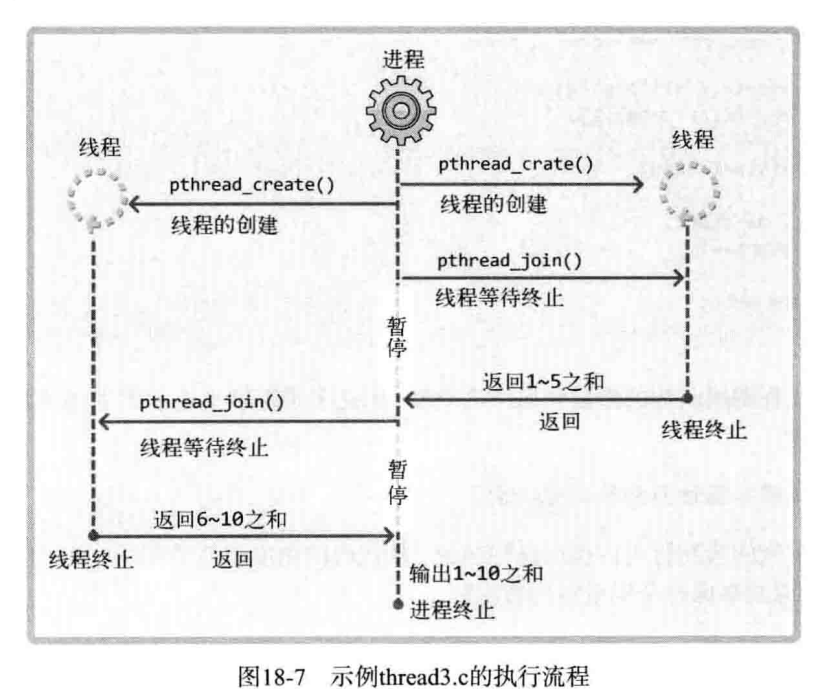 进程
线程
线程
pthread_crate()
pthread_create()
线程的创建
线程的创建
pthread_join()
线程等待终止
暂停
返回1~5之和
返回
线程终止
pthread_join()
线程等待终止
暂停
返回6~10之和
返回
线程终止
输出1~10之和
进程终止
图18-7 示例thread3.c的执行流程